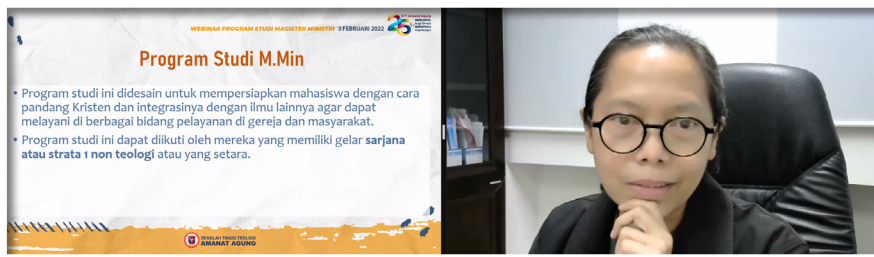 WEBINAR PROGRAM STUDI MAGISTER MINISTRI 3 FEBRUARI 2022
Program Studi M.Min
• Program studi ini didesain untuk mempersiapkan mahasiswa dengan cara
pandang Kristen dan integrasinya dengan ilmu lainnya agar dapat
melayani di berbagai bidang pelayanan di gereja dan masyarakat.
• Program studi ini dapat diikuti oleh mereka yang memiliki gelar sarjana
atau strata 1 non teologi atau yang setara.
SEKOLAH TINGGI TEOLOGI
AMANAT AGUNG